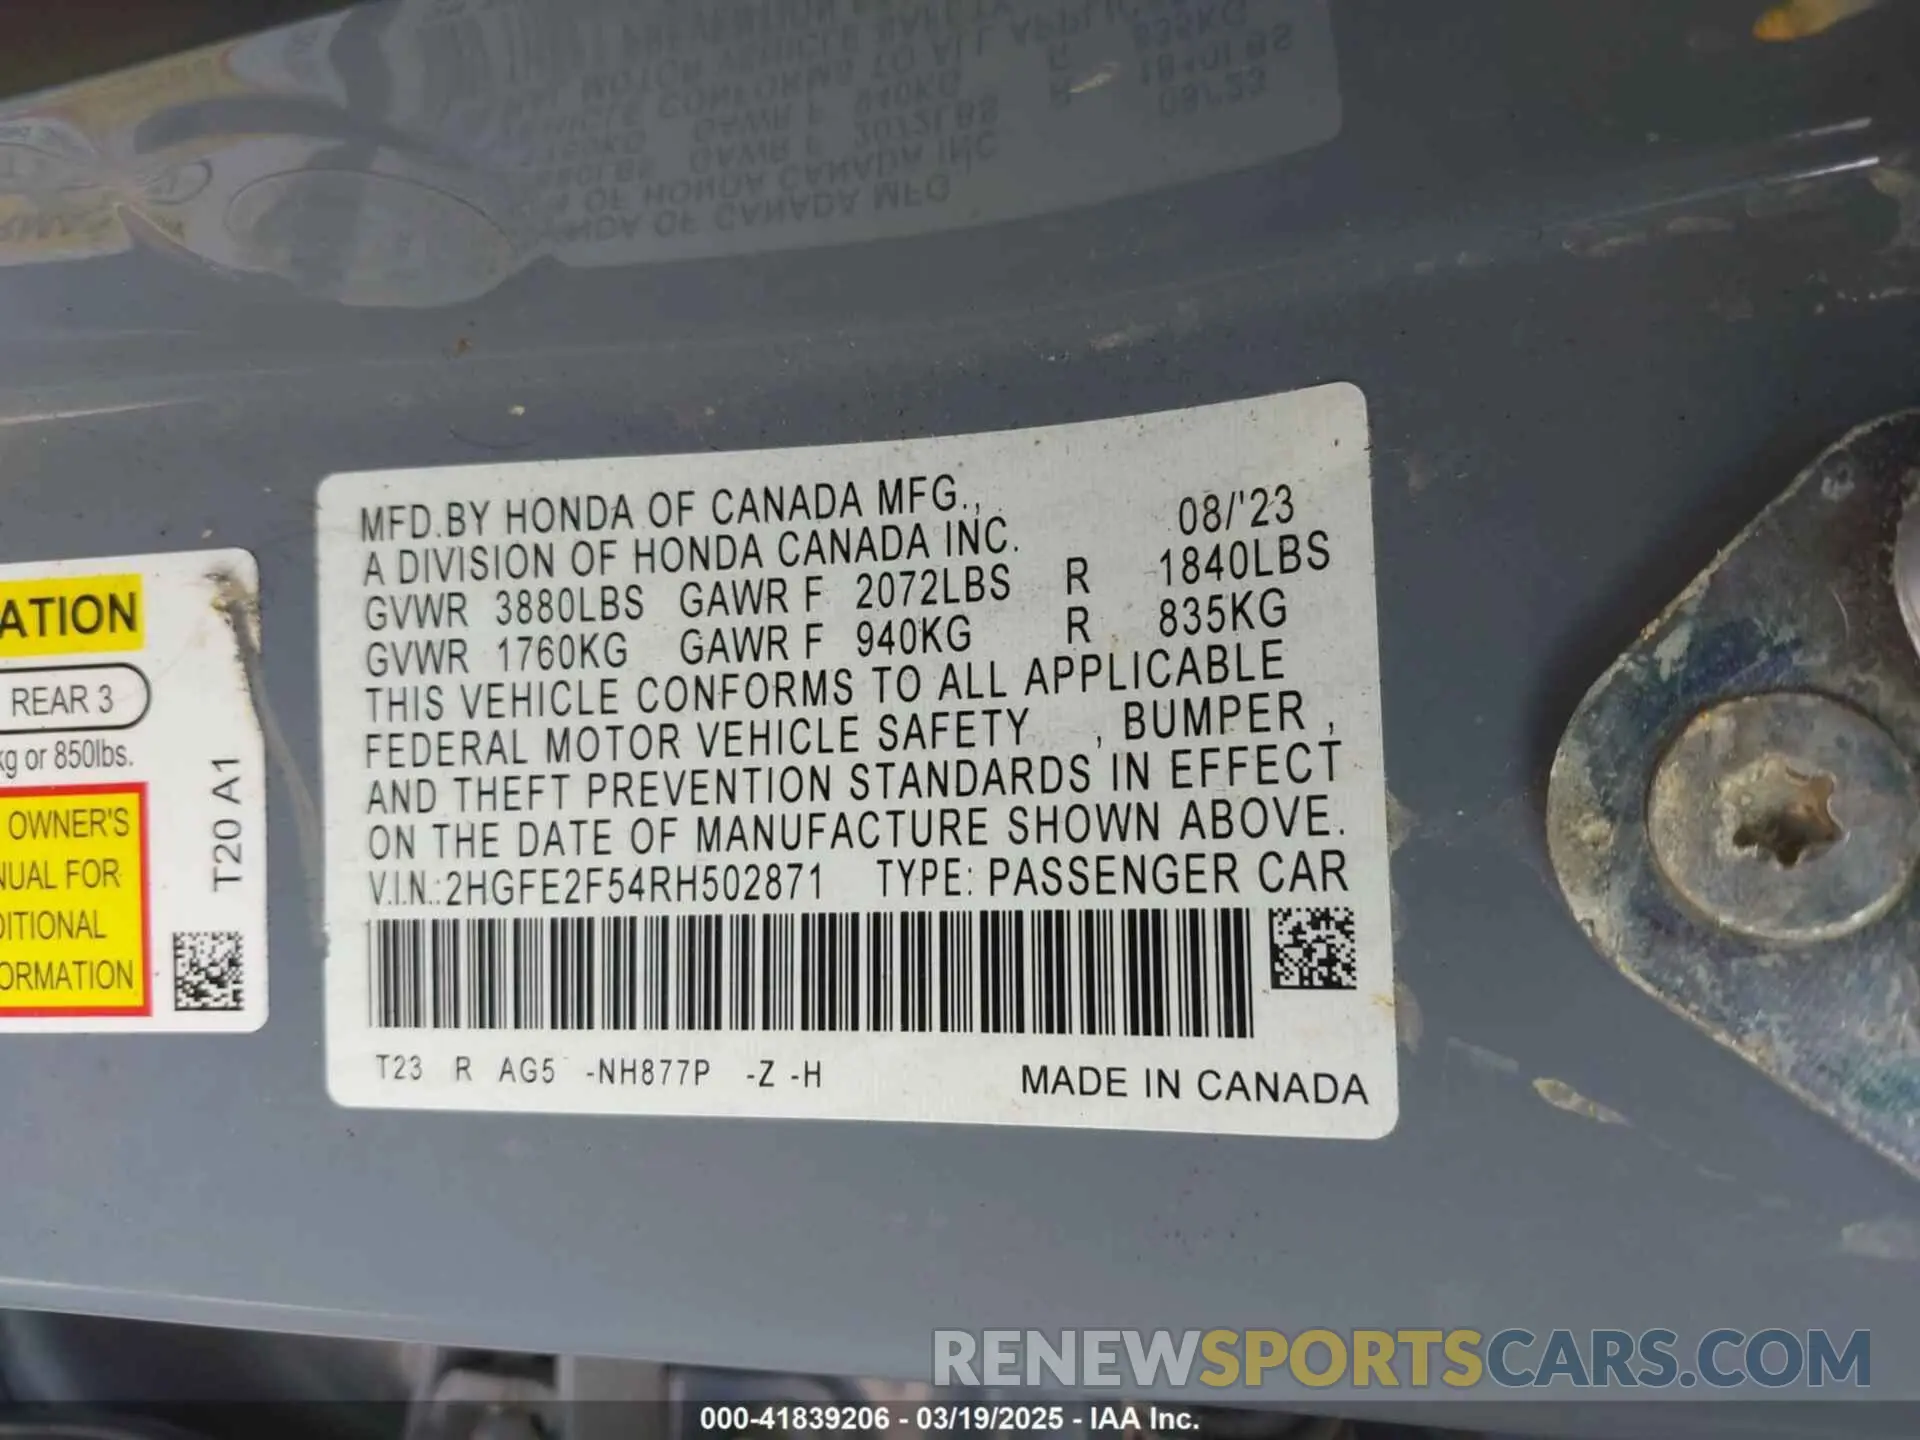 ATION
REAR 3
kg or 850lbs.
OWNER'S
FOR
T20 A1
MFD.BY HONDA OF CANADA MFG.,
A DIVISION OF HONDA CANADA INC.
08/'23
GVWR 3880LBS GAWR F 2072LBS R 1840LBS
GVWR 1760KG GAWR F 940KG R 835KG
THIS VEHICLE CONFORMS TO ALL APPLICABLE
FEDERAL MOTOR VEHICLE SAFETY , BUMPER ,
AND THEFT PREVENTION STANDARDS IN EFFECT
ON THE DATE OF MANUFACTURE SHOWN ABOVE.
V.I.N.:2HGFE2F54RH502871 TYPE: PASSENGER CAR
T23 R AG5 -NH877P -Z -H
MADE IN CANADA
RENEWSPORTSCARS.COM
000-41839206 - 03/19/2025 - IAA Inc.